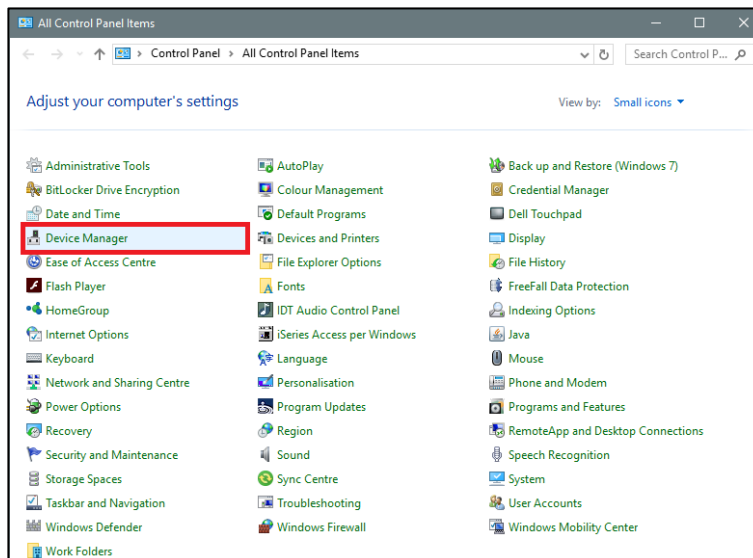 All Control Panel Items
Control Panel > All Control Panel Items
Search Control P...
Adjust your computer's settings
View by: Small icons
Administrative Tools
AutoPlay
Back up and Restore (Windows 7)
BitLocker Drive Encryption
Colour Management
Credential Manager
Date and Time
Default Programs
Dell Touchpad
Device Manager
Devices and Printers
Display
Ease of Access Centre
File Explorer Options
File History
Flash Player
Fonts
FreeFall Data Protection
HomeGroup
IDT Audio Control Panel
Indexing Options
Internet Options
iSeries Access per Windows
Java
Keyboard
Language
Mouse
Network and Sharing Centre
Personalisation
Phone and Modem
Power Options
Program Updates
Programs and Features
Recovery
Region
RemoteApp and Desktop Connections
Security and Maintenance
Sound
Speech Recognition
Storage Spaces
Sync Centre
System
Taskbar and Navigation
Troubleshooting
User Accounts
Windows Defender
Windows Firewall
Windows Mobility Center
Work Folders